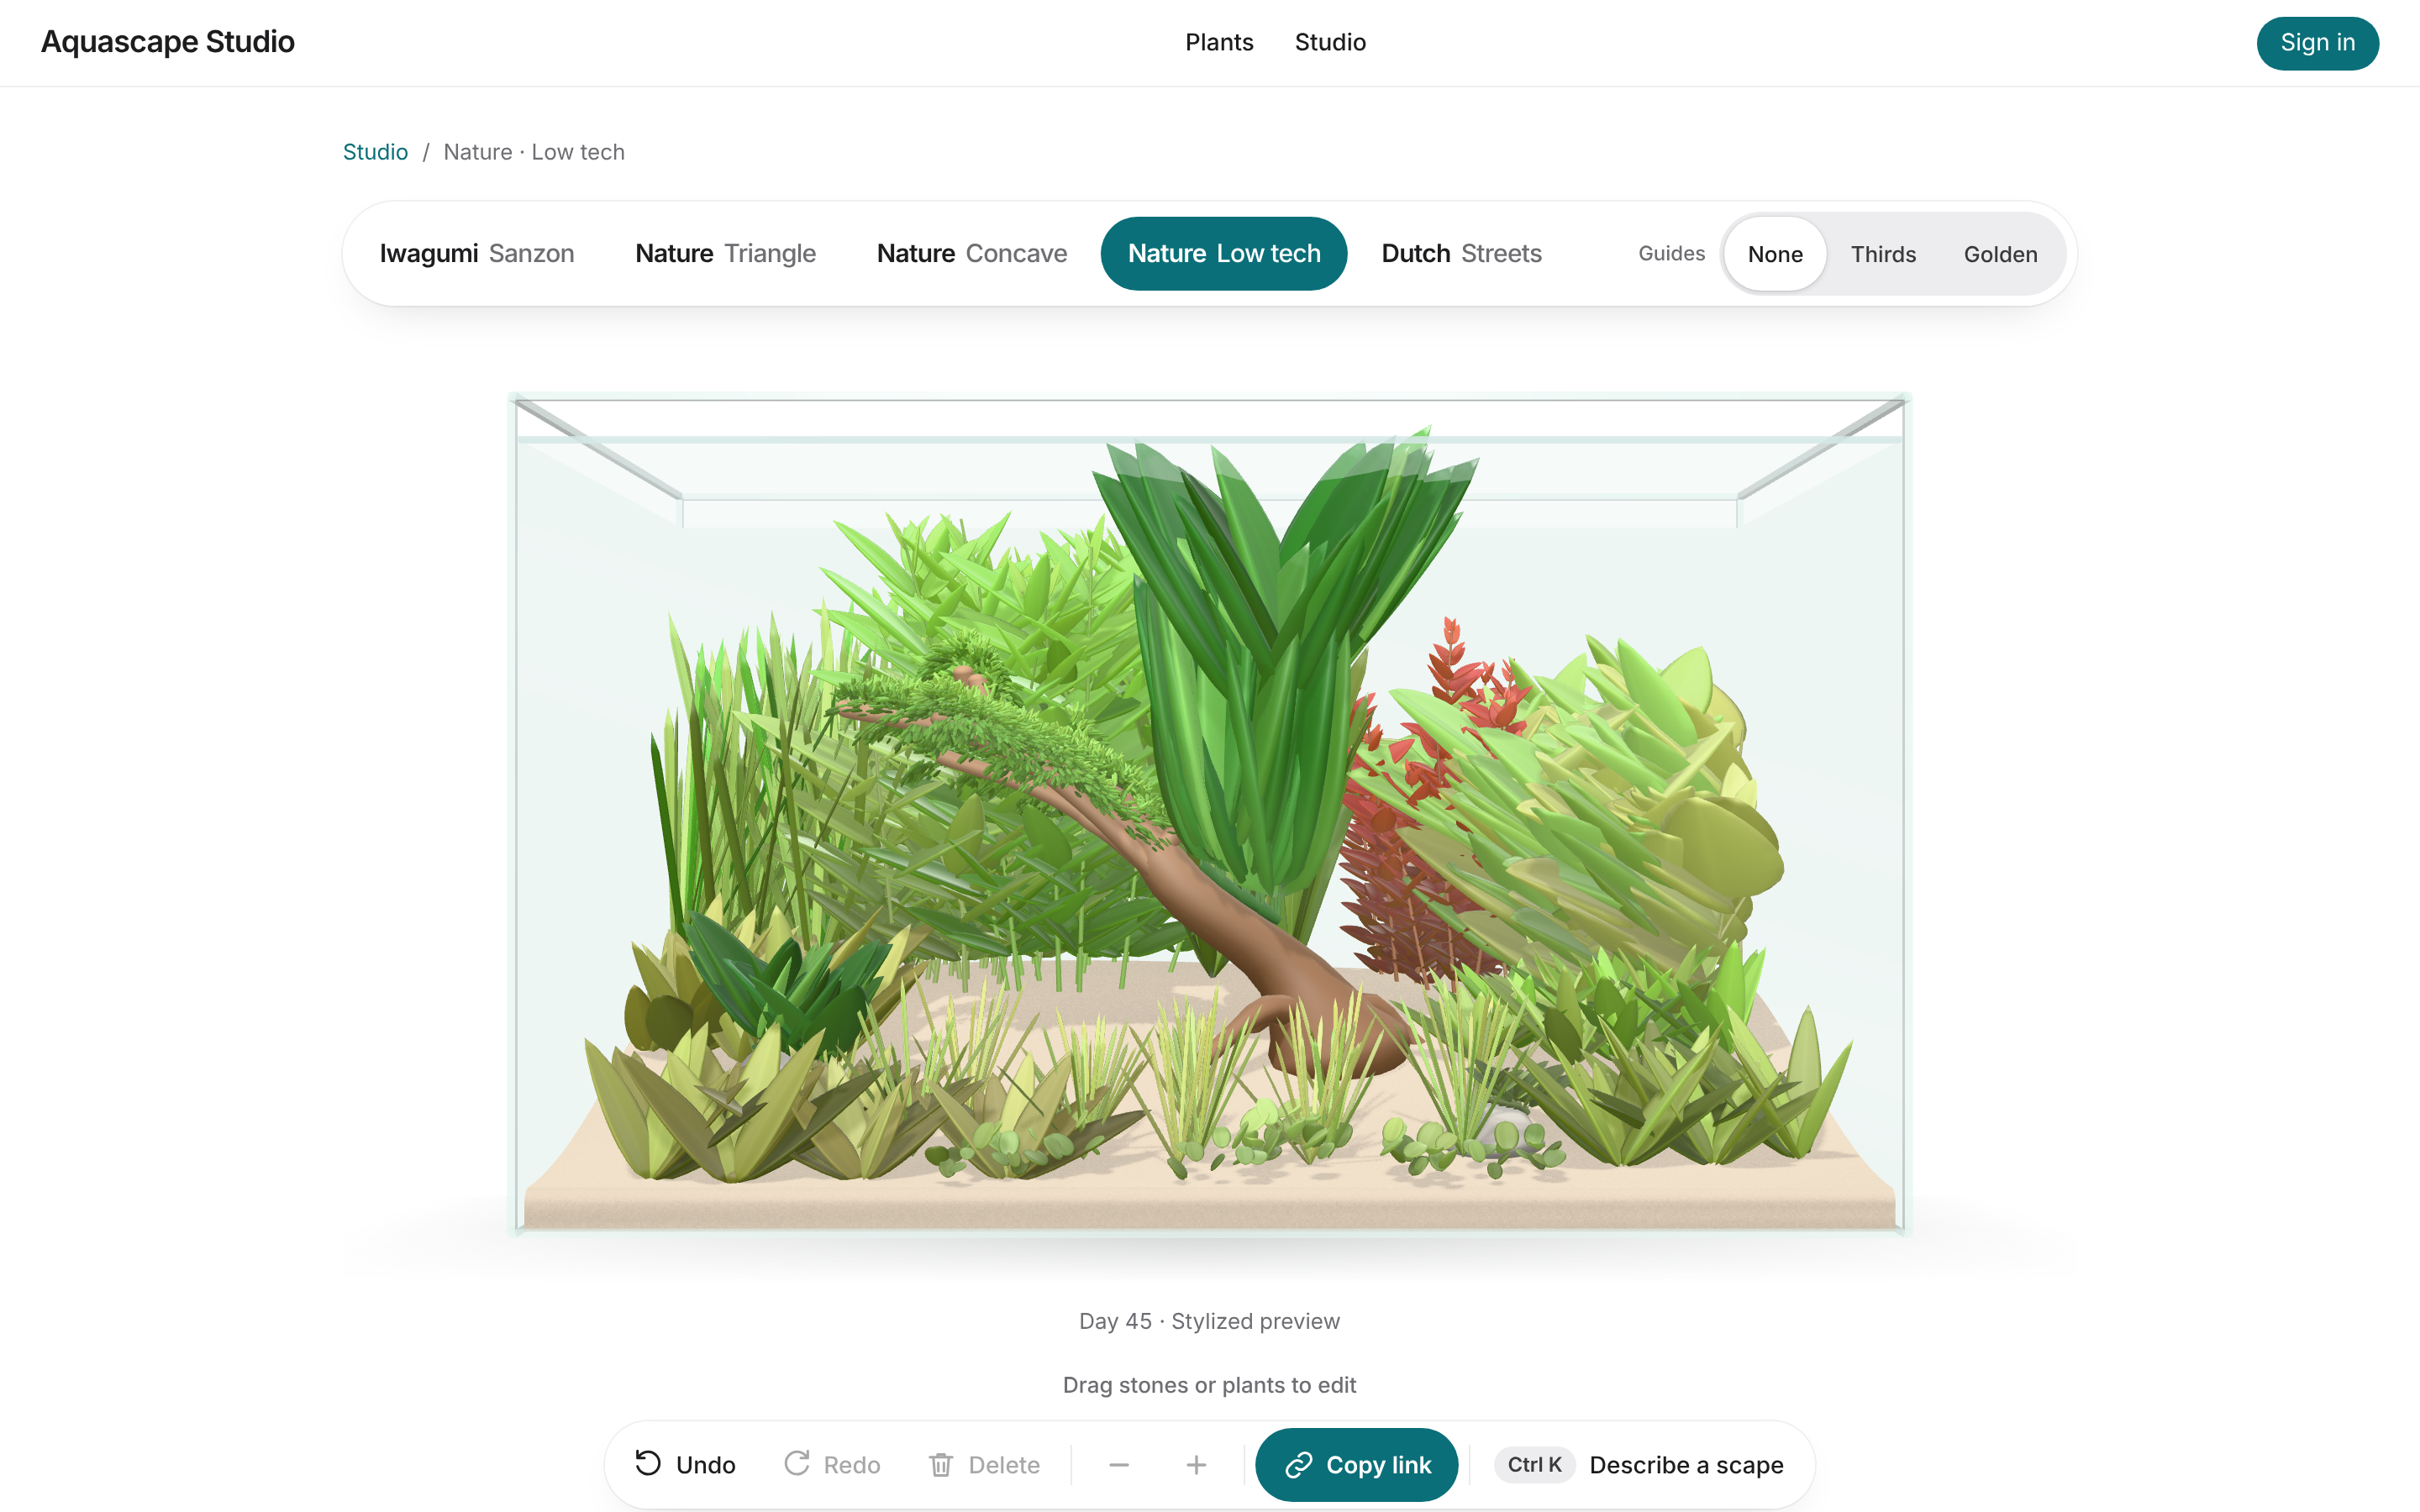 Aquascape Studio Plants Studio Sign in
Studio / Nature · Low tech
Iwagumi Sanzon Nature Triangle Nature Concave Nature Low tech Dutch Streets Guides None Thirds Golden
Day 45 · Stylized preview
Drag stones or plants to edit
Undo Redo Delete − + Copy link Ctrl K Describe a scape